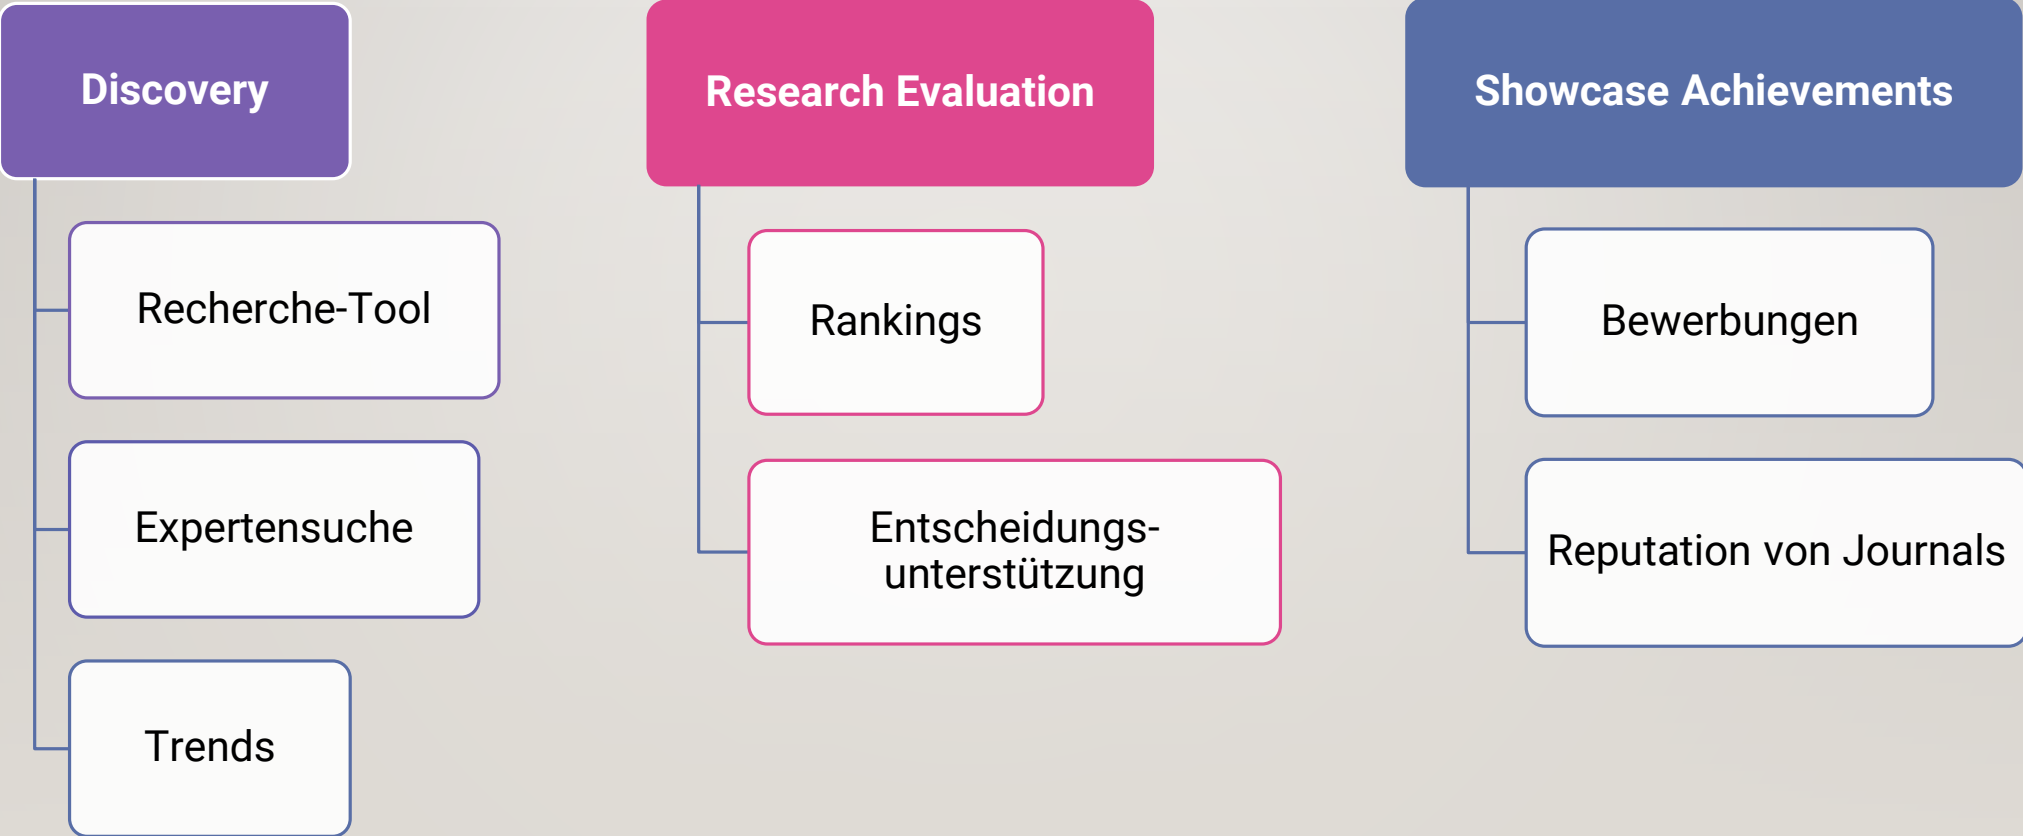 Discovery
Recherche-Tool
Expertensuche
Trends
Research Evaluation
Rankings
Entscheidungs-
unterstützung
Showcase Achievements
Bewerbungen
Reputation von Journals